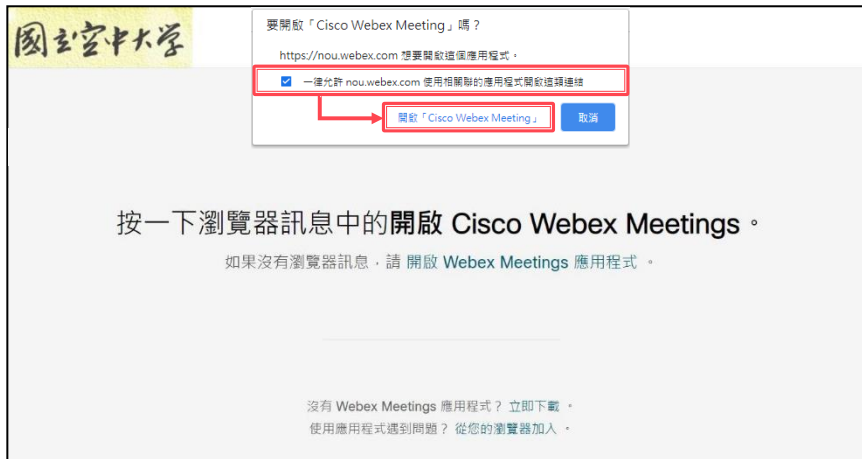 國立空中大学
要開啟「Cisco Webex Meeting」嗎？
https://nou.webex.com 想要開啟這個應用程式。
一律允許 nou.webex.com 使用相關聯的應用程式開啟這類連結
開啟「Cisco Webex Meeting」
取消
按一下瀏覽器訊息中的開啟 Cisco Webex Meetings。
如果沒有瀏覽器訊息，請 開啟 Webex Meetings 應用程式 。
沒有 Webex Meetings 應用程式？ 立即下載 。
使用應用程式遇到問題？ 從您的瀏覽器加入 。